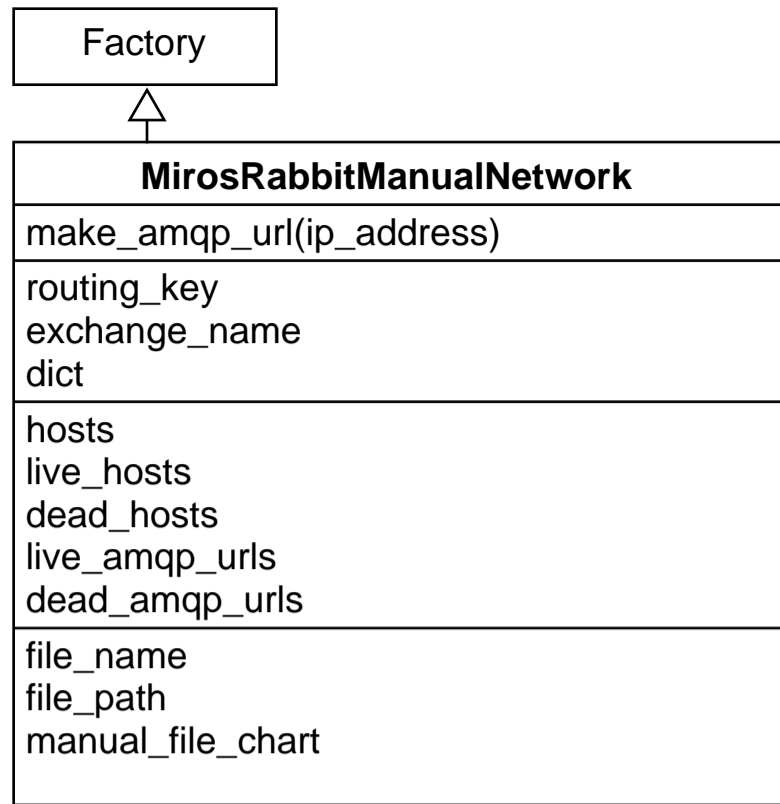 Factory
MirosRabbitManualNetwork
make_amqp_url(ip_address)
routing_key
exchange_name
dict
hosts
live_hosts
dead_hosts
live_amqp_urls
dead_amqp_urls
file_name
file_path
manual_file_chart